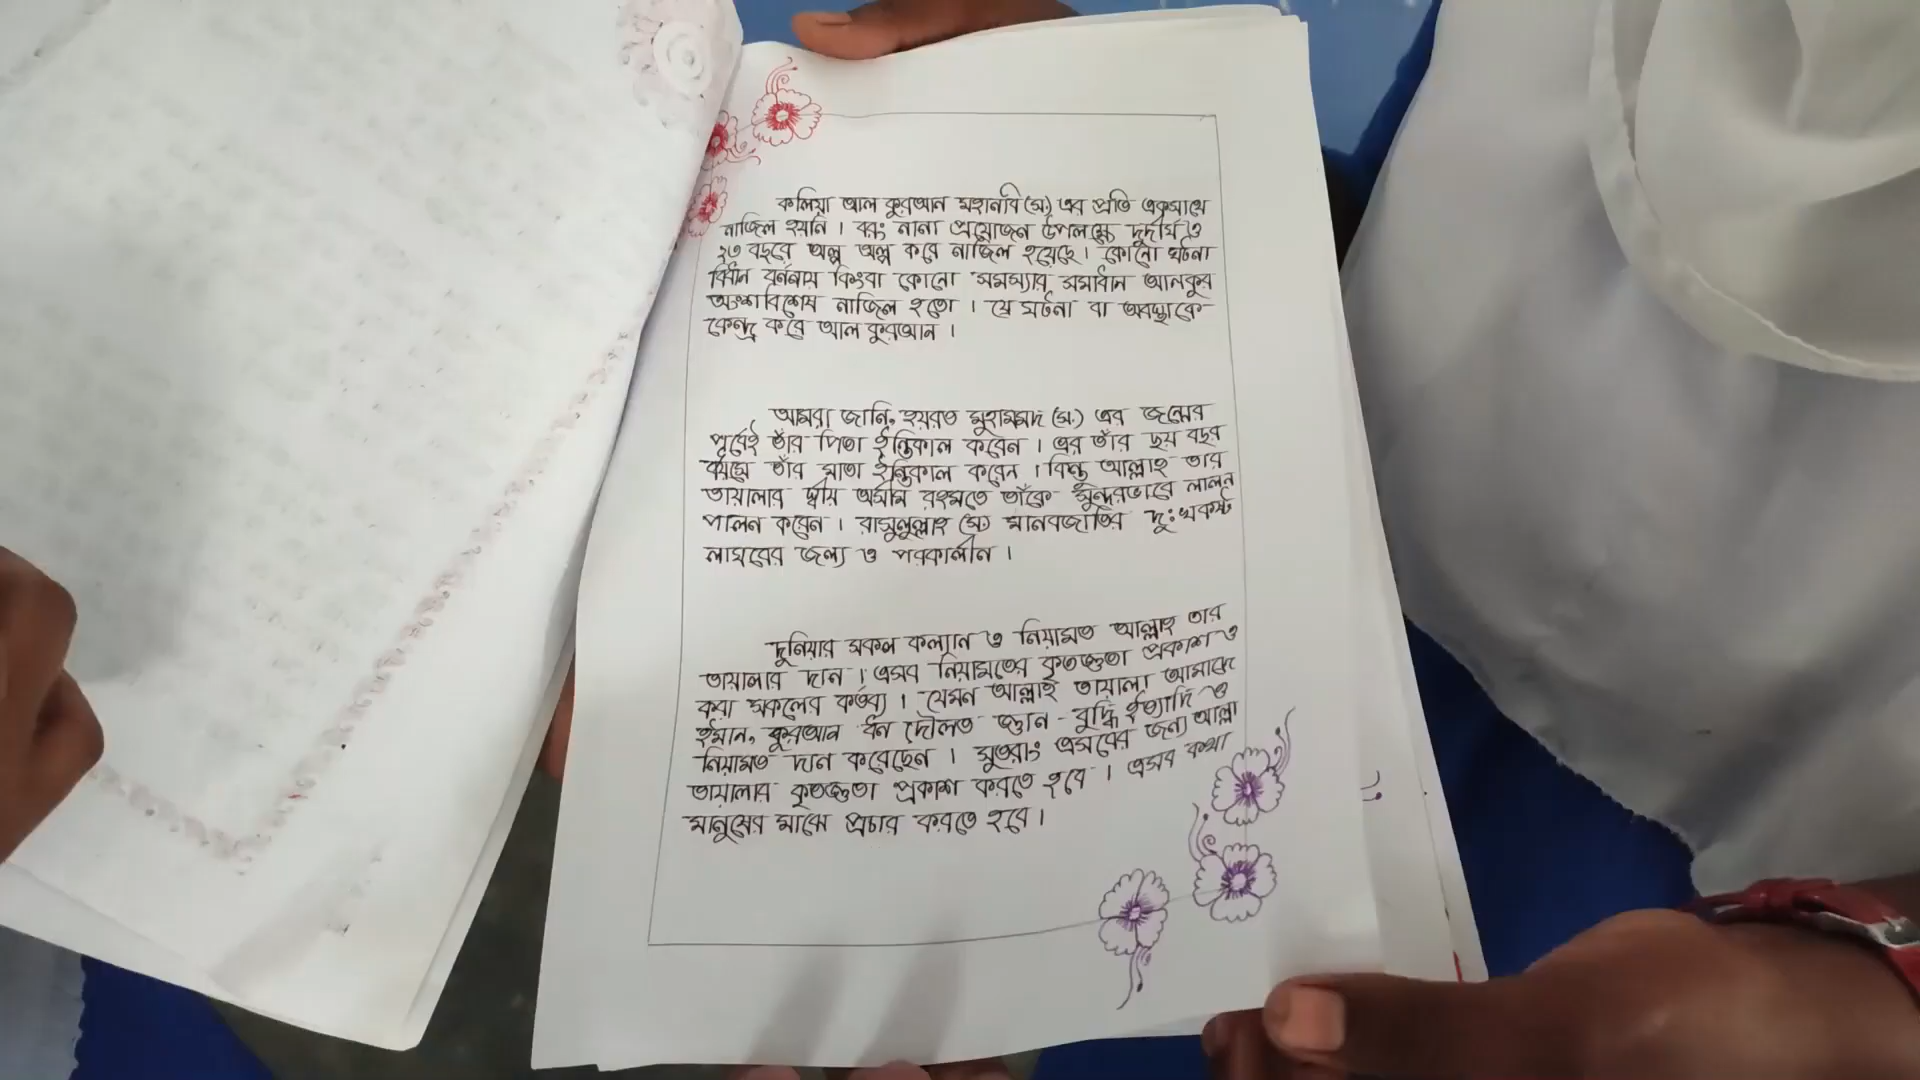 কলিমা আল কুরআন মহানবি (স) এর প্রতি একসাথে
নাজিল হয়নি । বরং নানা প্রয়োজন উপলক্ষে দুদীর্ঘ ও
২৩ বছরে অল্প অল্প করে নাজিল হয়েছে। কোনো ঘটনা
বিধান বর্ননায় কিংবা কোনো সমস্যার সমাধান আলকুর
অংশবিশেষ নাজিল হতো । যে ঘটনা বা অবস্থাকে
কেন্দ্র করে আল কুরআন ।
আমরা জানি, হযরত মুহাম্মদ (স.) এর জন্মের
পূর্বেই তাঁর পিতা ইন্তিকাল করেন । এর তাঁর ছয় বছর
বয়সে তাঁর মাতা ইন্তিকাল করেন । কিন্তু আল্লাহ তার
তায়ালার স্বীয় অসীম রহমতে তাঁকে সুন্দরভাবে লালন
পালন করেন । রাসুলুল্লাহ (স) মানবজাতির দুঃখকষ্ট
লাঘবের জন্য ও পরকালীন ।
দুনিয়ার সকল কল্যান ও নিয়ামত আল্লাহ তার
তায়ালার দান । এসব নিয়ামতের কৃতজ্ঞতা প্রকাশ ও
করা সকলের কর্তব্য । যেমন আল্লাহ তায়ালা আমাদে
ইমান, কুরআন ধন দৌলত জ্ঞান - বুদ্ধি ইত্যাদি ও
নিয়ামত দান করেছেন । সুতরাং এসবের জন্য আল্লা
তায়ালার কৃতজ্ঞতা প্রকাশ করতে হবে । এসব কথা
মানুষের মাঝে প্রচার করতে হবে ।